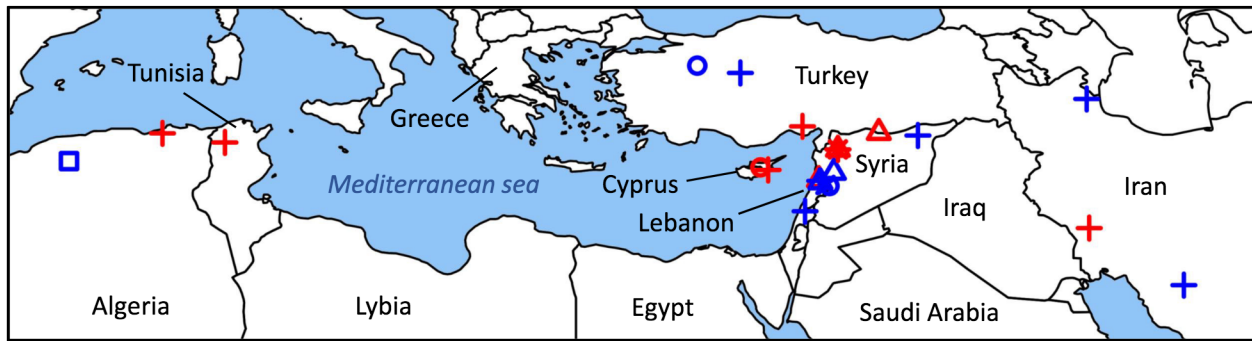 Tunisia
Turkey
Greece
Mediterranean sea
Cyprus
Syria
Lebanon
Iraq
Iran
Algeria
Lybia
Egypt
Saudi Arabia